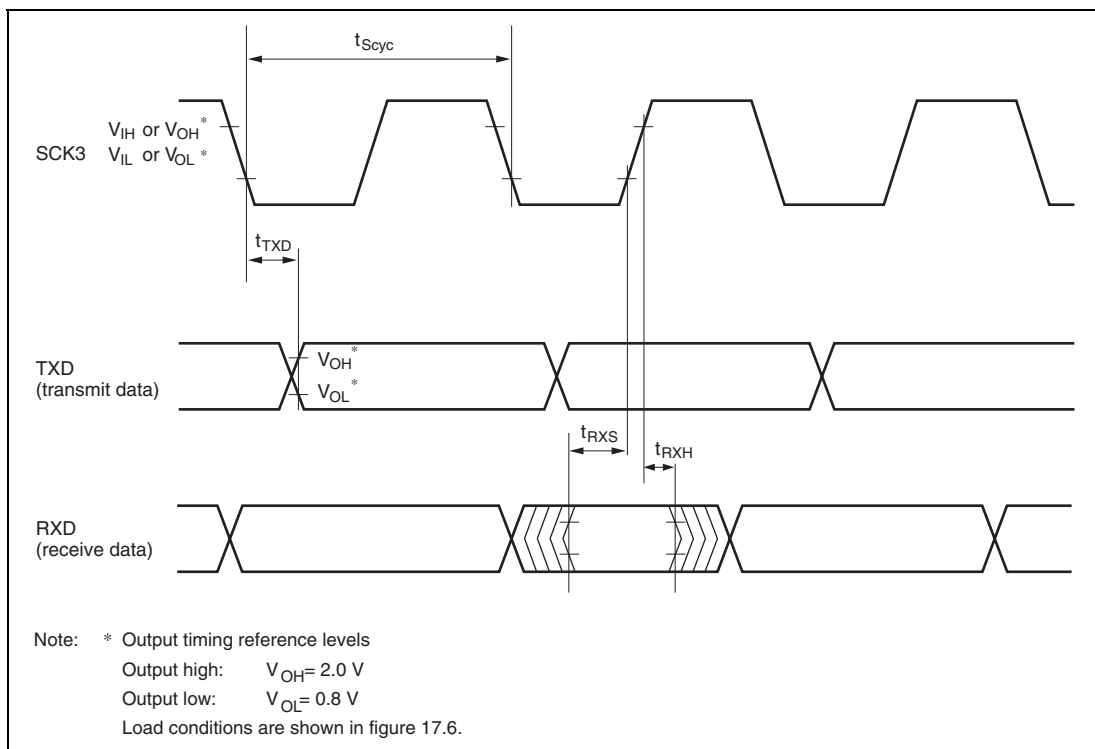 tScyc
VIH or VOH*
SCK3
VIL or VOL*
tTXD
TXD
(transmit data)
VOH*
VOL*
tRXS
tRXH
RXD
(receive data)
Note: * Output timing reference levels
Output high: VOH= 2.0 V
Output low: VOL= 0.8 V
Load conditions are shown in figure 17.6.